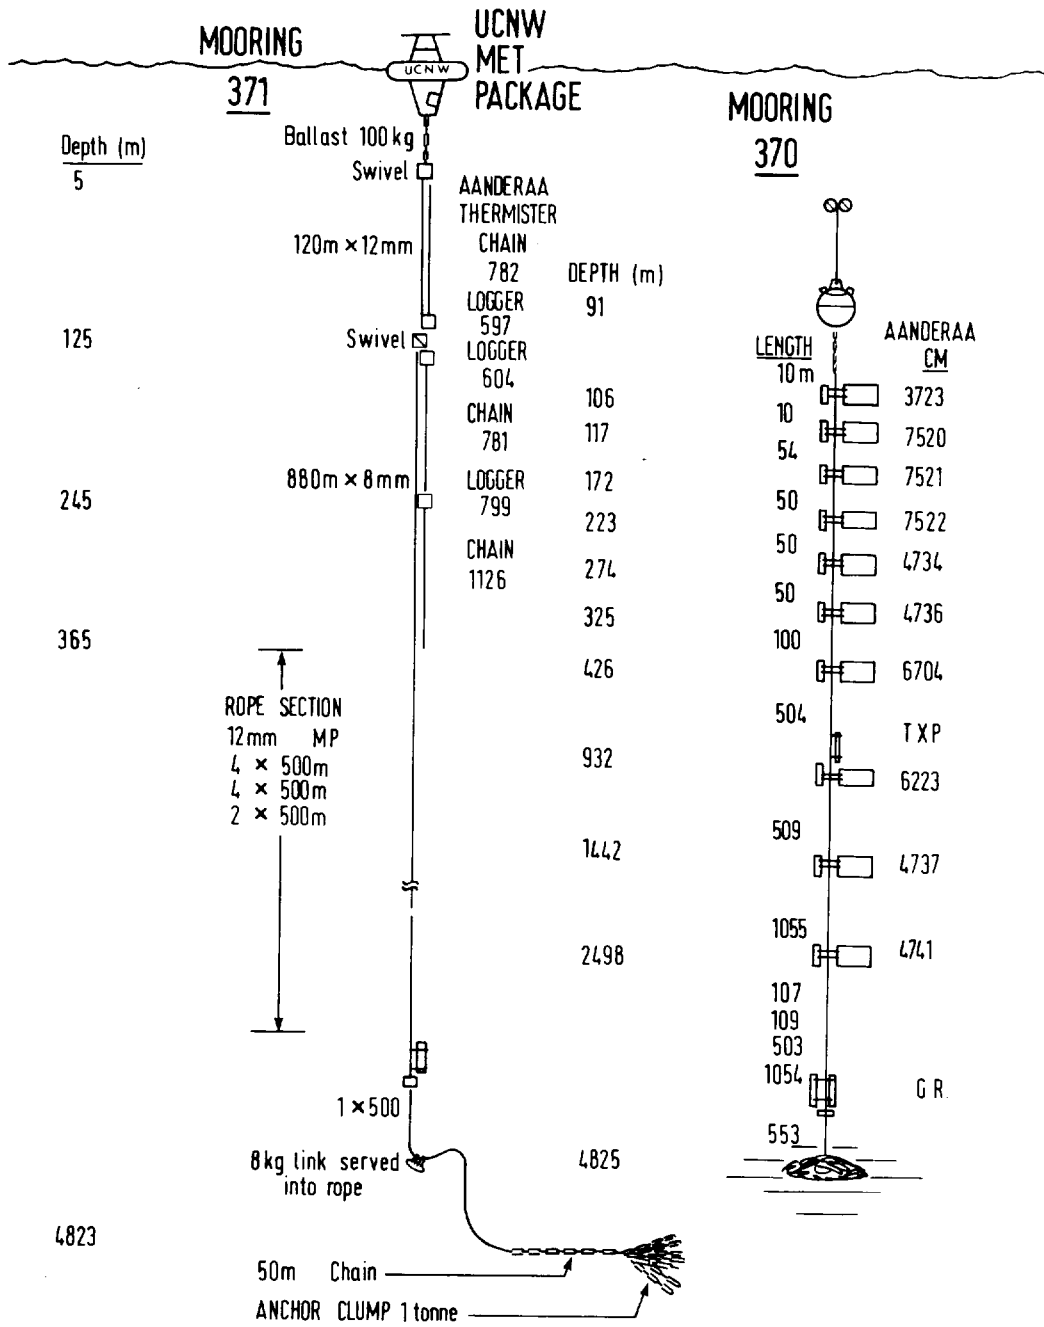 MOORING
371
UCNW
MET
PACKAGE
UCNW
MOORING
370
Depth (m)
5
125
245
365
4823
Ballast 100kg
Swivel
120m × 12mm
Swivel
880m × 8mm
AANDERAA
THERMISTER
CHAIN
782
LOGGER
597
LOGGER
604
CHAIN
781
LOGGER
799
CHAIN
1126
ROPE SECTION
12mm MP
4 × 500m
4 × 500m
2 × 500m
1 × 500
8kg link served
into rope
50m Chain
ANCHOR CLUMP 1 tonne
DEPTH (m)
91
106
117
172
223
274
325
426
932
1442
2498
4825
LENGTH
10 m
10
54
50
50
50
100
504
509
1055
107
109
503
1054
553
AANDERAA
CM
3723
7520
7521
7522
4734
4736
6704
TXP
6223
4737
4741
G R